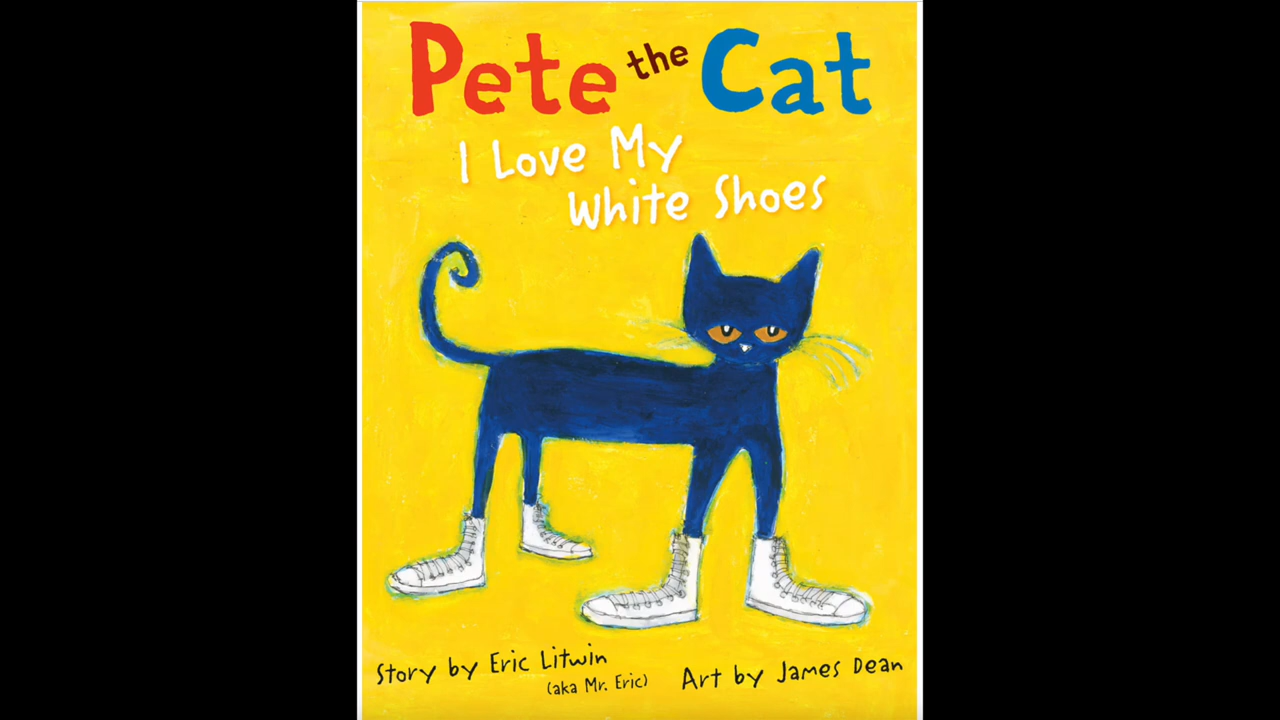 Pete the Cat
I Love My
White Shoes
Story by Eric Litwin
(aka Mr. Eric)
Art by James Dean